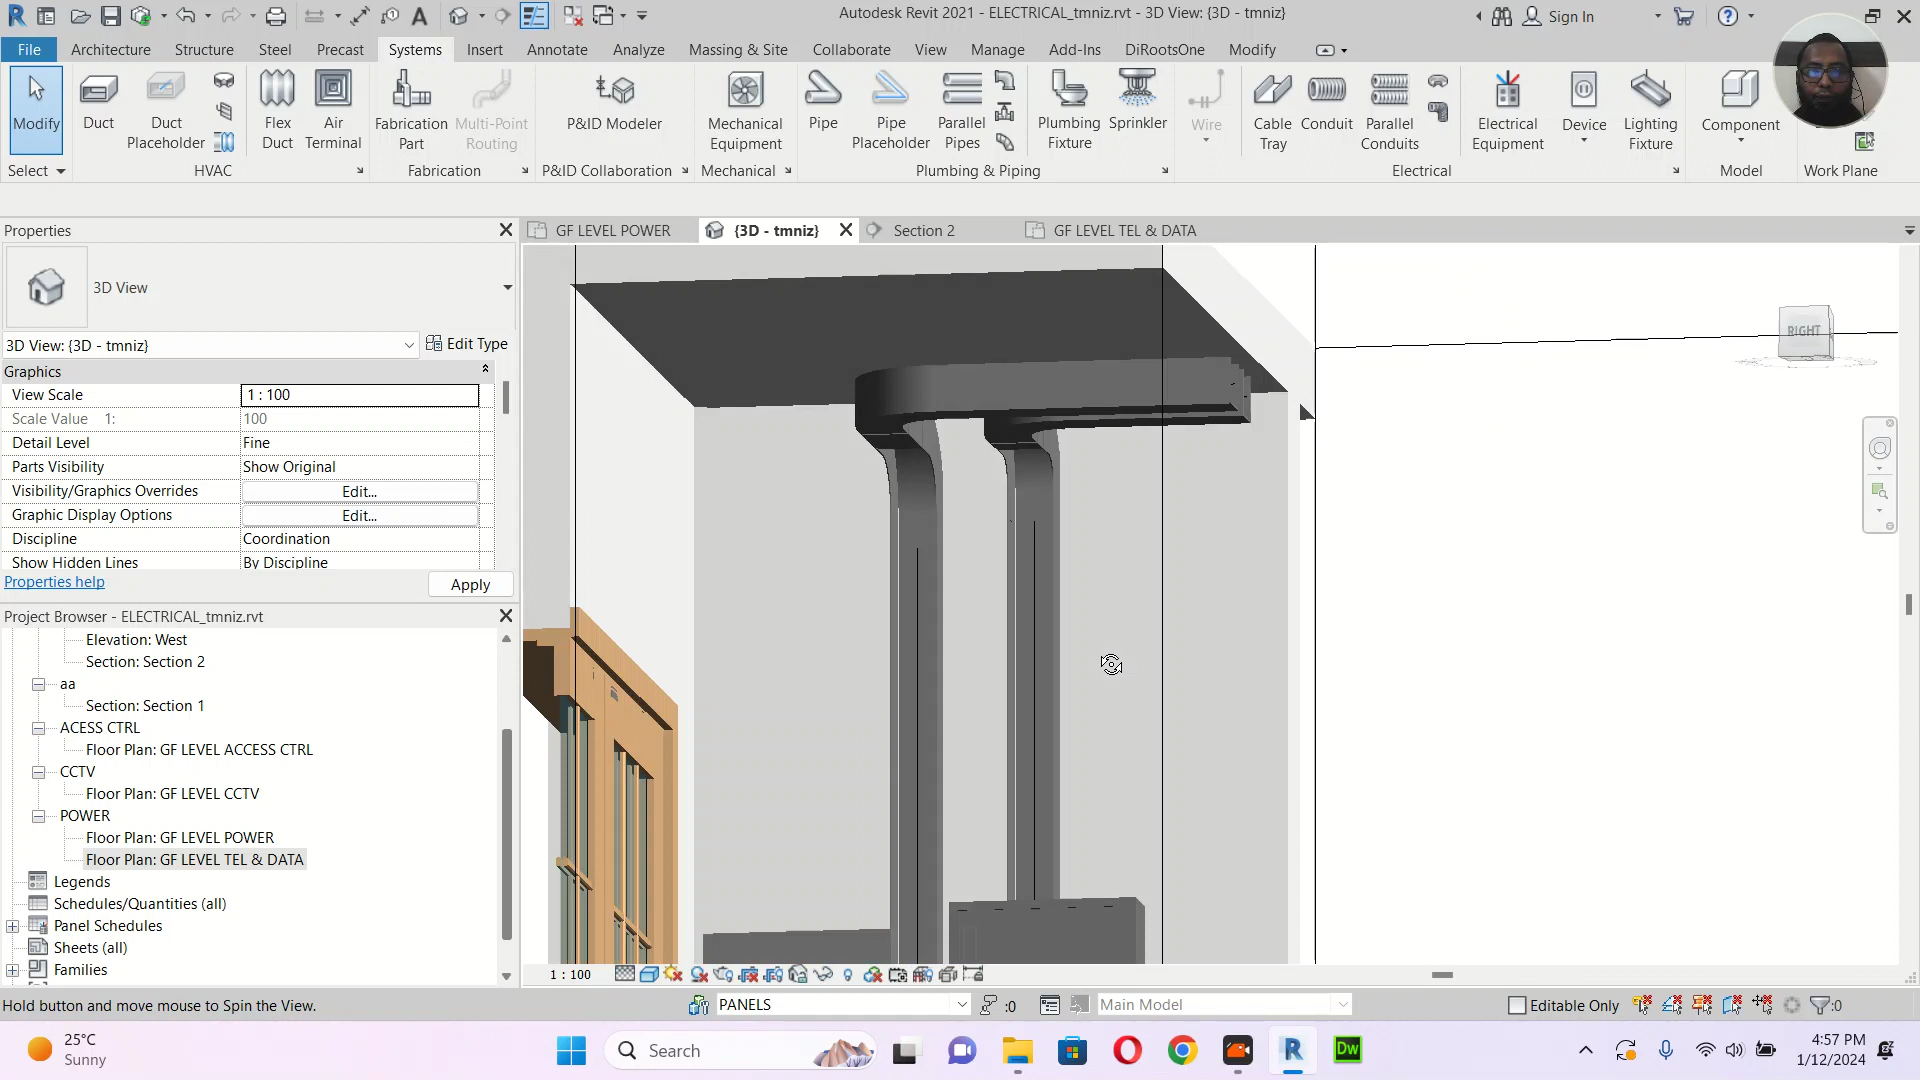 Autodesk Revit 2021 - ELECTRICAL_tmniz.rvt - 3D View: {3D - tmniz}
Sign In
File Architecture Structure Steel Precast Systems Insert Annotate Analyze Massing & Site Collaborate View Manage Add-Ins DiRootsOne Modify
Modify
Duct
Duct Placeholder
Flex Duct
Air Terminal
Fabrication Part
Multi-Point Routing
P&ID Modeler
Mechanical Equipment
Pipe
Pipe Placeholder
Parallel Pipes
Plumbing Fixture
Sprinkler
Wire
Cable Tray
Conduit
Parallel Conduits
Electrical Equipment
Device
Lighting Fixture
Component
Select HVAC Fabrication P&ID Collaboration Mechanical Plumbing & Piping Electrical Model Work Plane
Properties
GF LEVEL POWER {3D - tmniz} Section 2 GF LEVEL TEL & DATA
3D View
3D View: {3D - tmniz} Edit Type
Graphics
View Scale 1 : 100
Scale Value 1: 100
Detail Level Fine
Parts Visibility Show Original
Visibility/Graphics Overrides Edit...
Graphic Display Options Edit...
Discipline Coordination
Show Hidden Lines By Discipline
Properties help Apply
RIGHT
Project Browser - ELECTRICAL_tmniz.rvt
Elevation: West
Section: Section 2
aa
Section: Section 1
ACESS CTRL
Floor Plan: GF LEVEL ACCESS CTRL
CCTV
Floor Plan: GF LEVEL CCTV
POWER
Floor Plan: GF LEVEL POWER
Floor Plan: GF LEVEL TEL & DATA
Legends
Schedules/Quantities (all)
Panel Schedules
Sheets (all)
Families
1 : 100
Hold button and move mouse to Spin the View.
PANELS :0 Main Model Editable Only :0
25°C
Sunny
Search
Dw
4:57 PM
1/12/2024